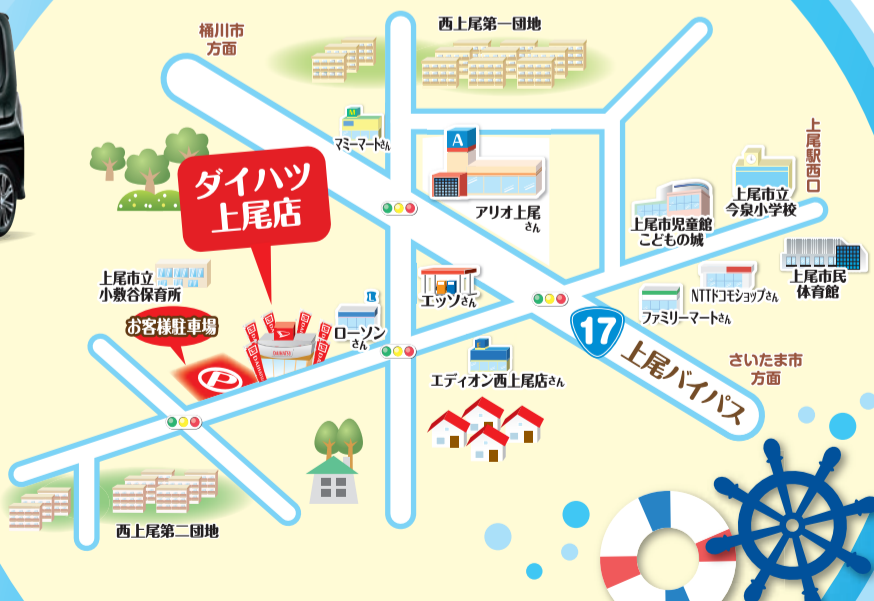 桶川市
方面
西上尾第一団地
マミーマートさん
A
アリオ上尾
さん
上尾駅西口
上尾市立
今泉小学校
上尾市児童館
こどもの城
上尾市民
体育館
NTTドコモショップさん
ファミリーマートさん
ダイハツ
上尾店
上尾市立
小敷谷保育所
お客様駐車場
P
ローソン
さん
エッソさん
エディオン西上尾店さん
17
上尾バイパス
さいたま市
方面
西上尾第二団地